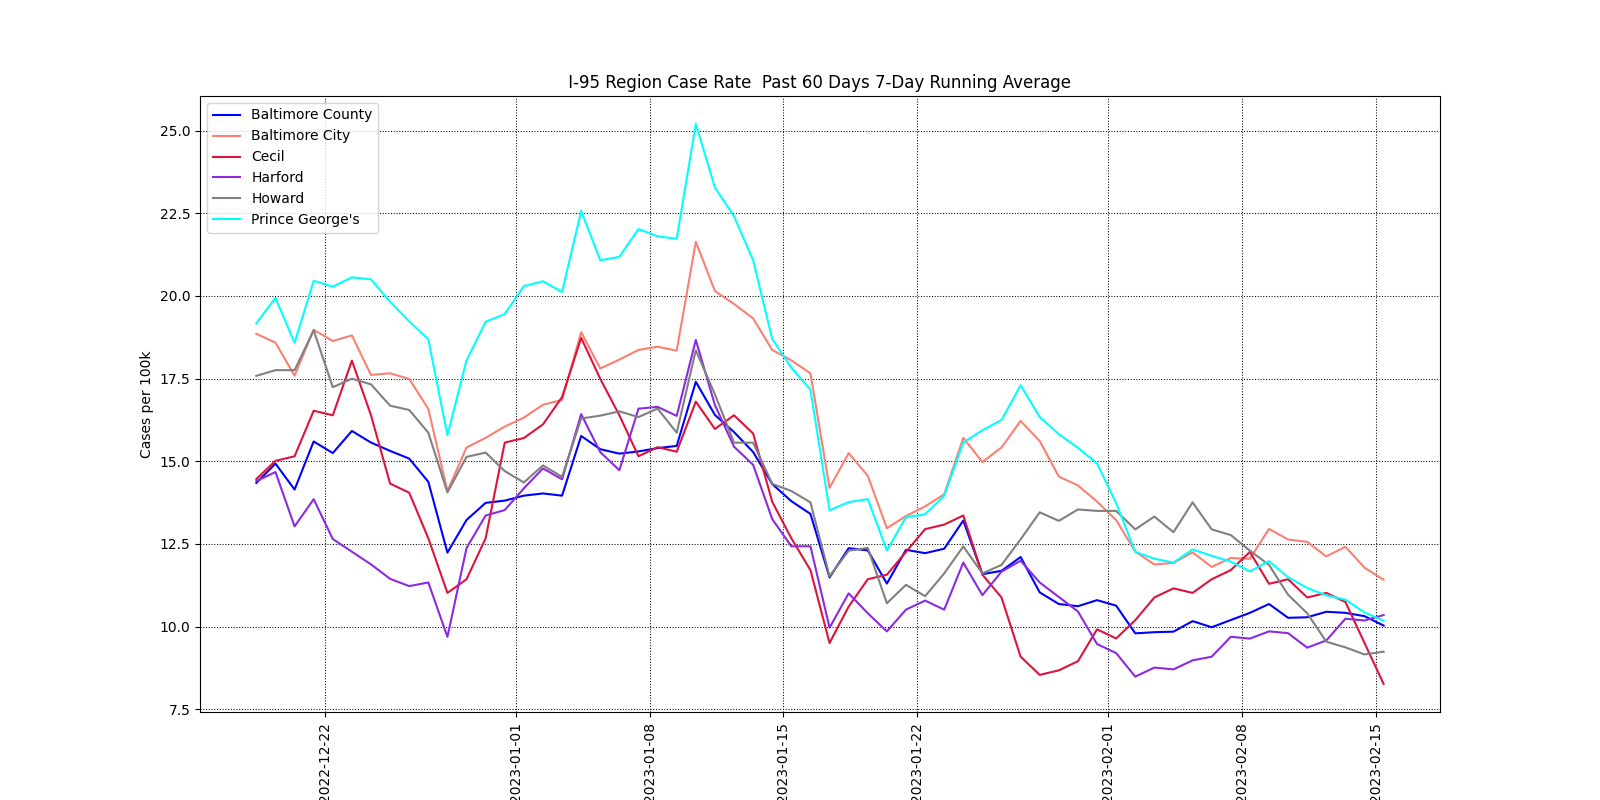 I-95 Region Case Rate  Past 60 Days 7-Day Running Average
Baltimore County
Baltimore City
Cecil
Harford
Howard
Prince George's
Cases per 100k
25.0
22.5
20.0
17.5
15.0
12.5
10.0
7.5
2022-12-22
2023-01-01
2023-01-08
2023-01-15
2023-01-22
2023-02-01
2023-02-08
2023-02-15